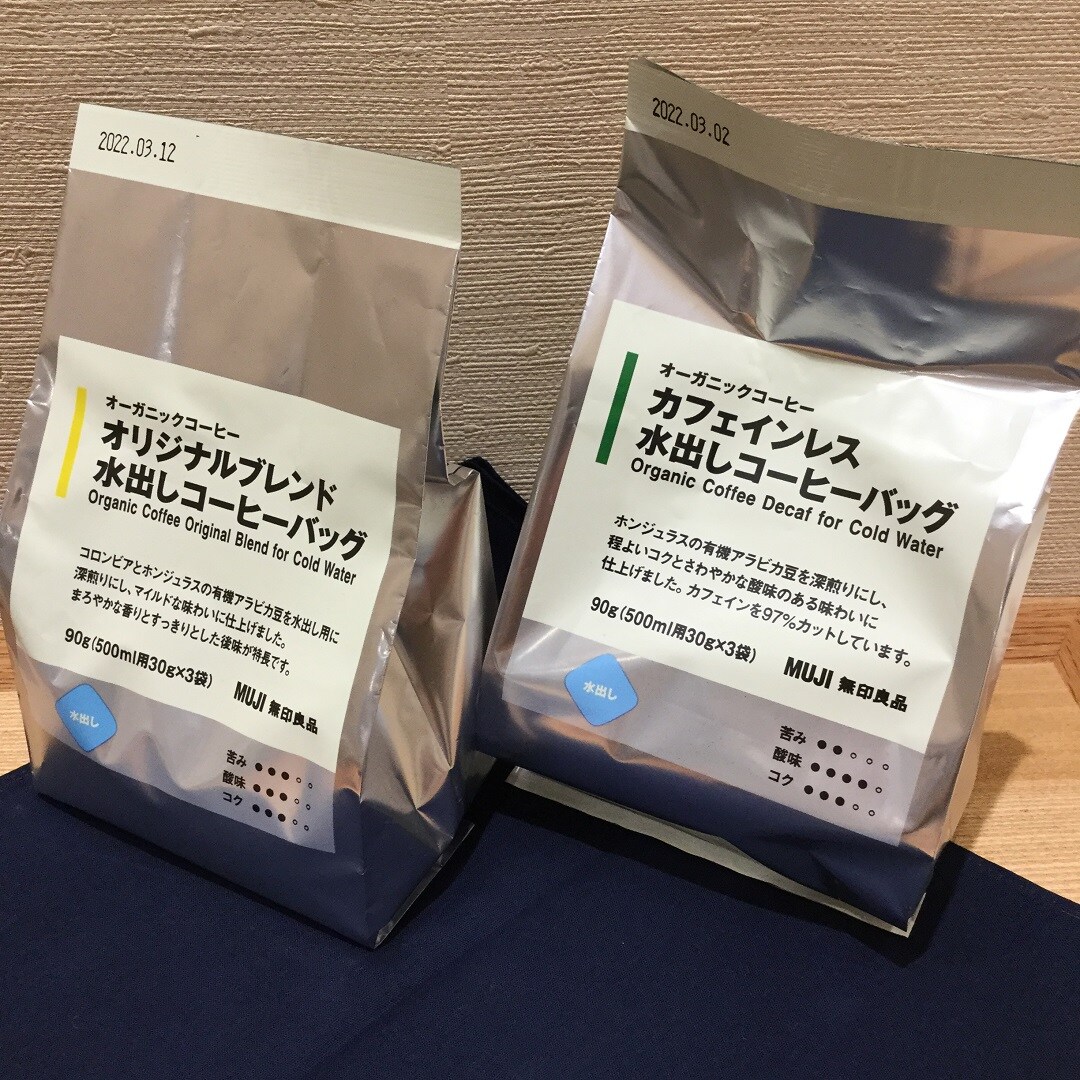 2022.03.12
オーガニックコーヒー
オリジナルブレンド
水出しコーヒーバッグ
Organic Coffee Original Blend for Cold Water
コロンビアとホンジュラスの有機アラビカ豆を水出し用に
深煎りにし、マイルドな味わいに仕上げました。
まろやかな香りとすっきりとした後味が特長です。
90g(500ml用30g×3袋)
MUJI 無印良品
水出し
苦み ●●●○○
酸味 ●●●○○
コク ●●●○○
2022.03.02
オーガニックコーヒー
カフェインレス
水出しコーヒーバッグ
Organic Coffee Decaf for Cold Water
ホンジュラスの有機アラビカ豆を深煎りにし、
程よいコクとさわやかな酸味のある味わいに
仕上げました。カフェインを97%カットしています。
90g(500ml用30g×3袋)
MUJI 無印良品
水出し
苦み ●●○○○
酸味 ●●●●○
コク ●●●○○